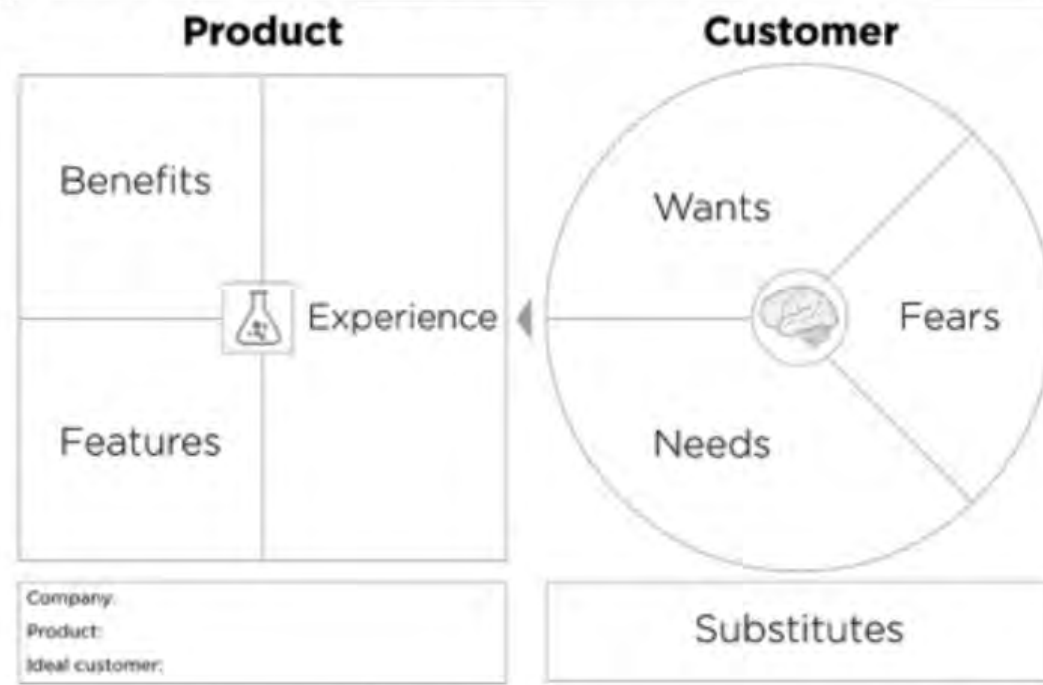 Product
Benefits
Features
Experience
Company:
Product:
Ideal customer:
Customer
Wants
Fears
Needs
Substitutes